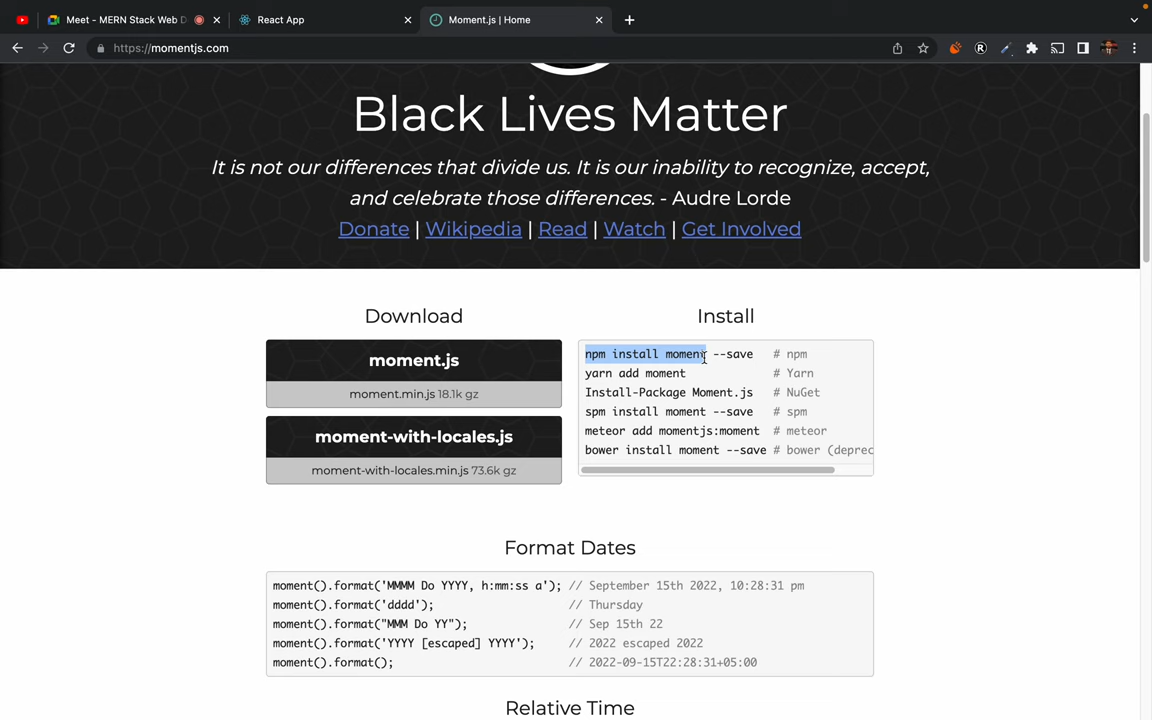 Meet - MERN Stack Web D
React App
Moment.js | Home
https://momentjs.com
Black Lives Matter
It is not our differences that divide us. It is our inability to recognize, accept,
and celebrate those differences. - Audre Lorde
Donate | Wikipedia | Read | Watch | Get Involved
Download
moment.js
moment.min.js 18.1k gz
moment-with-locales.js
moment-with-locales.min.js 73.6k gz
Install
npm install moment --save # npm
yarn add moment # Yarn
Install-Package Moment.js # NuGet
spm install moment --save # spm
meteor add momentjs:moment # meteor
bower install moment --save # bower (deprec
Format Dates
moment().format('MMMM Do YYYY, h:mm:ss a'); // September 15th 2022, 10:28:31 pm
moment().format('dddd'); // Thursday
moment().format("MMM Do YY"); // Sep 15th 22
moment().format('YYYY [escaped] YYYY'); // 2022 escaped 2022
moment().format(); // 2022-09-15T22:28:31+05:00
Relative Time